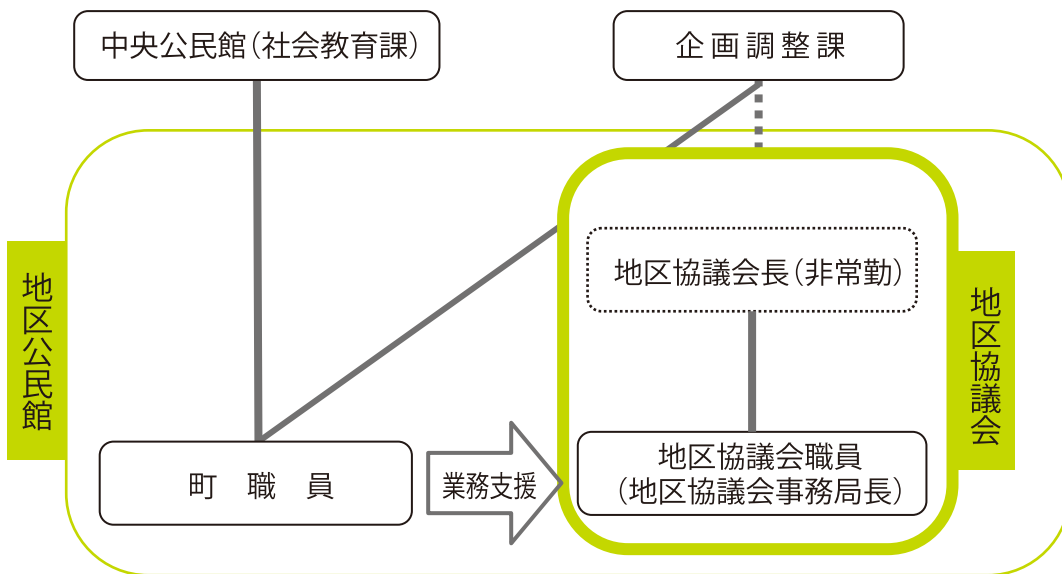 中央公民館（社会教育課）
企画調整課
地区公民館
地区協議会長（非常勤）
地区協議会
町職員
業務支援
地区協議会職員
（地区協議会事務局長）